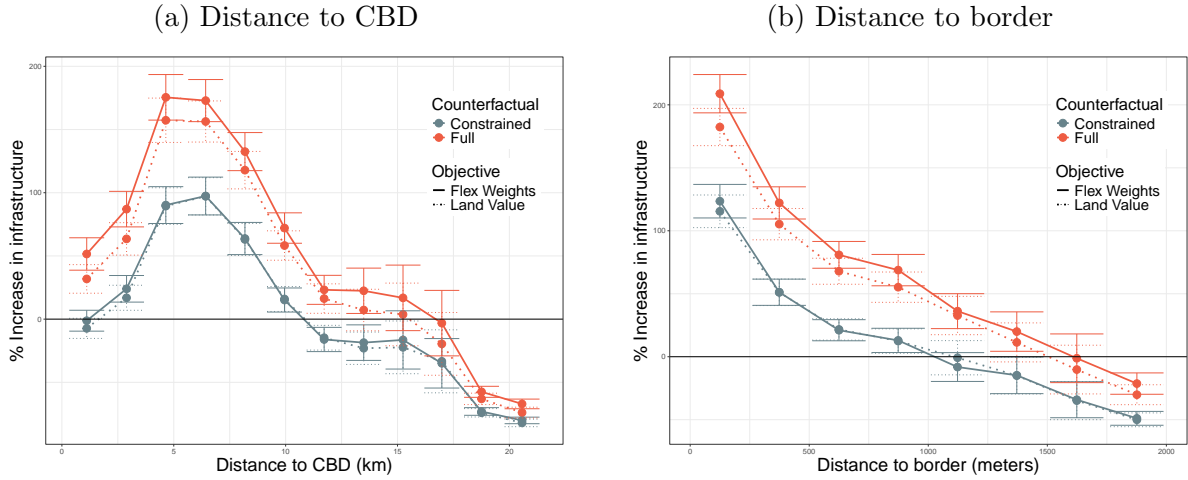 (a) Distance to CBD
(b) Distance to border
% Increase in infrastructure
200
100
0
0
5
10
15
20
Distance to CBD (km)
Counterfactual
Constrained
Full
Objective
Flex Weights
Land Value
% Increase in infrastructure
200
100
0
0
500
1000
1500
2000
Distance to border (meters)
Counterfactual
Constrained
Full
Objective
Flex Weights
Land Value